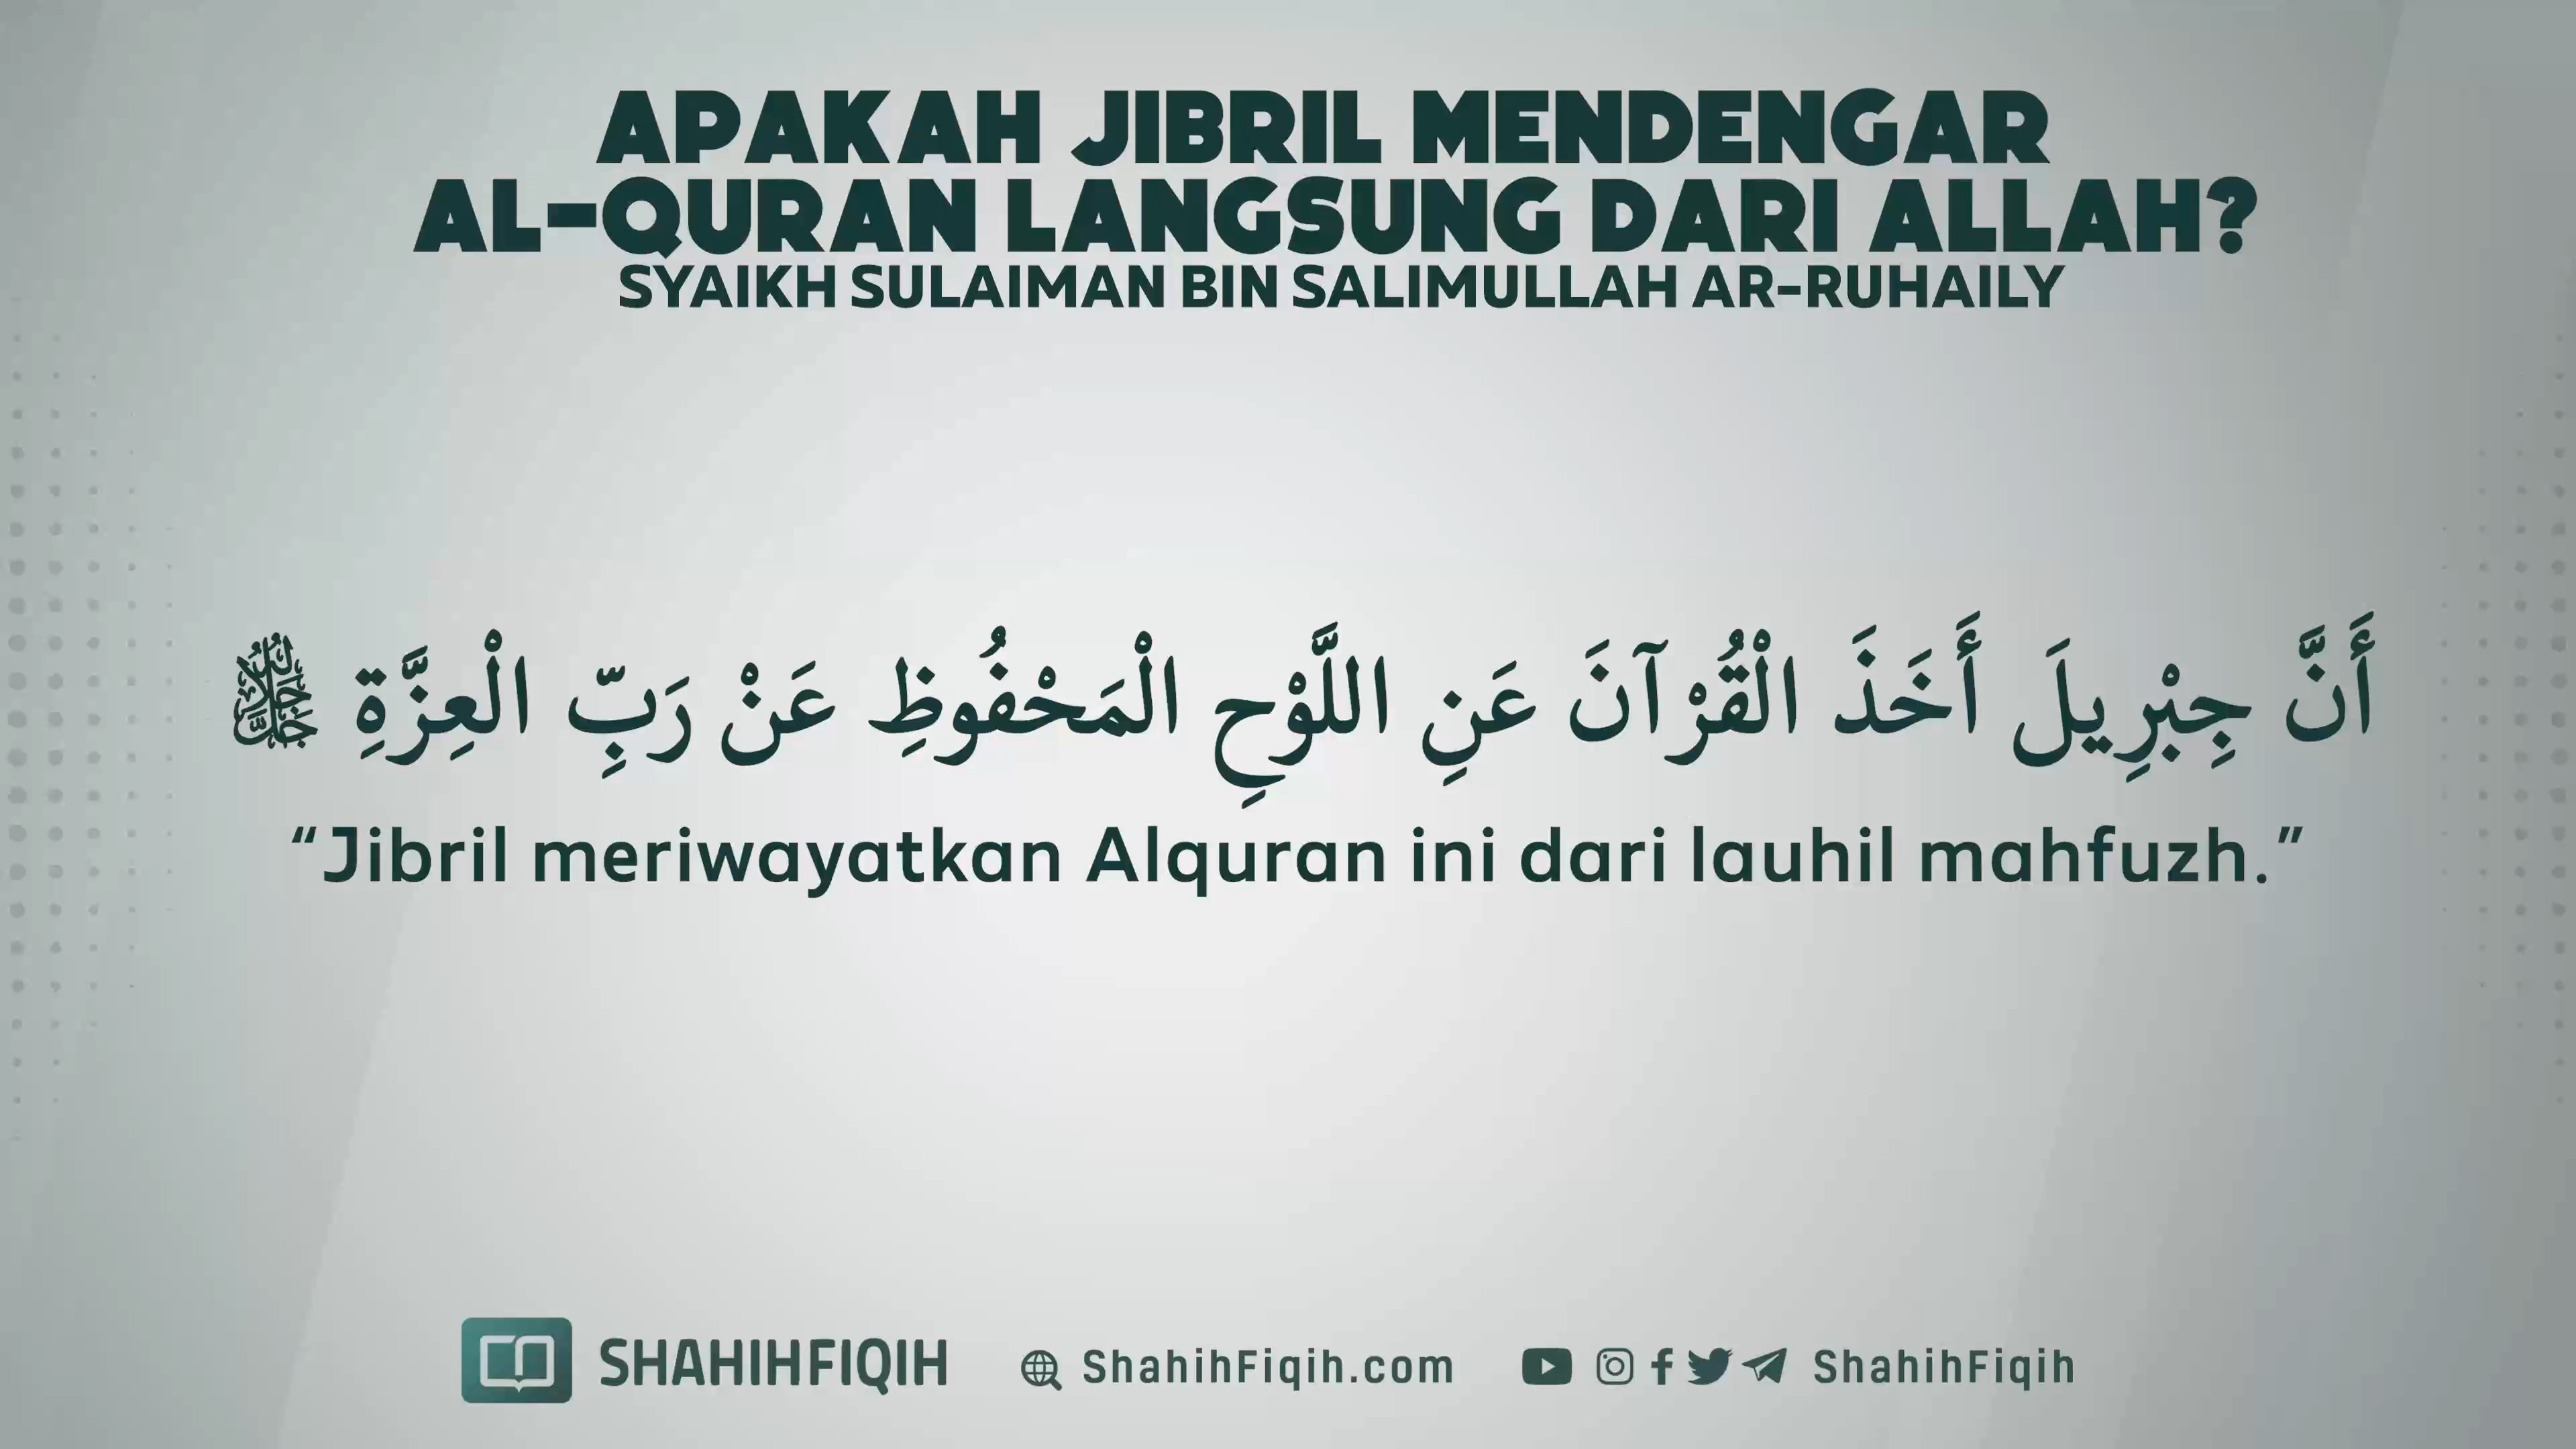 APAKAH JIBRIL MENDENGAR
AL-QURAN LANGSUNG DARI ALLAH?
SYAIKH SULAIMAN BIN SALIMULLAH AR-RUHAILY
أَنَّ جِبْرِيلَ أَخَذَ الْقُرْآنَ عَنِ اللَّوْحِ الْمَحْفُوظِ عَنْ رَبِّ الْعِزَّةِ ﷻ
“Jibril meriwayatkan Alquran ini dari lauhil mahfuzh.”
SHAHIHFIQIH ShahihFiqih.com ShahihFiqih